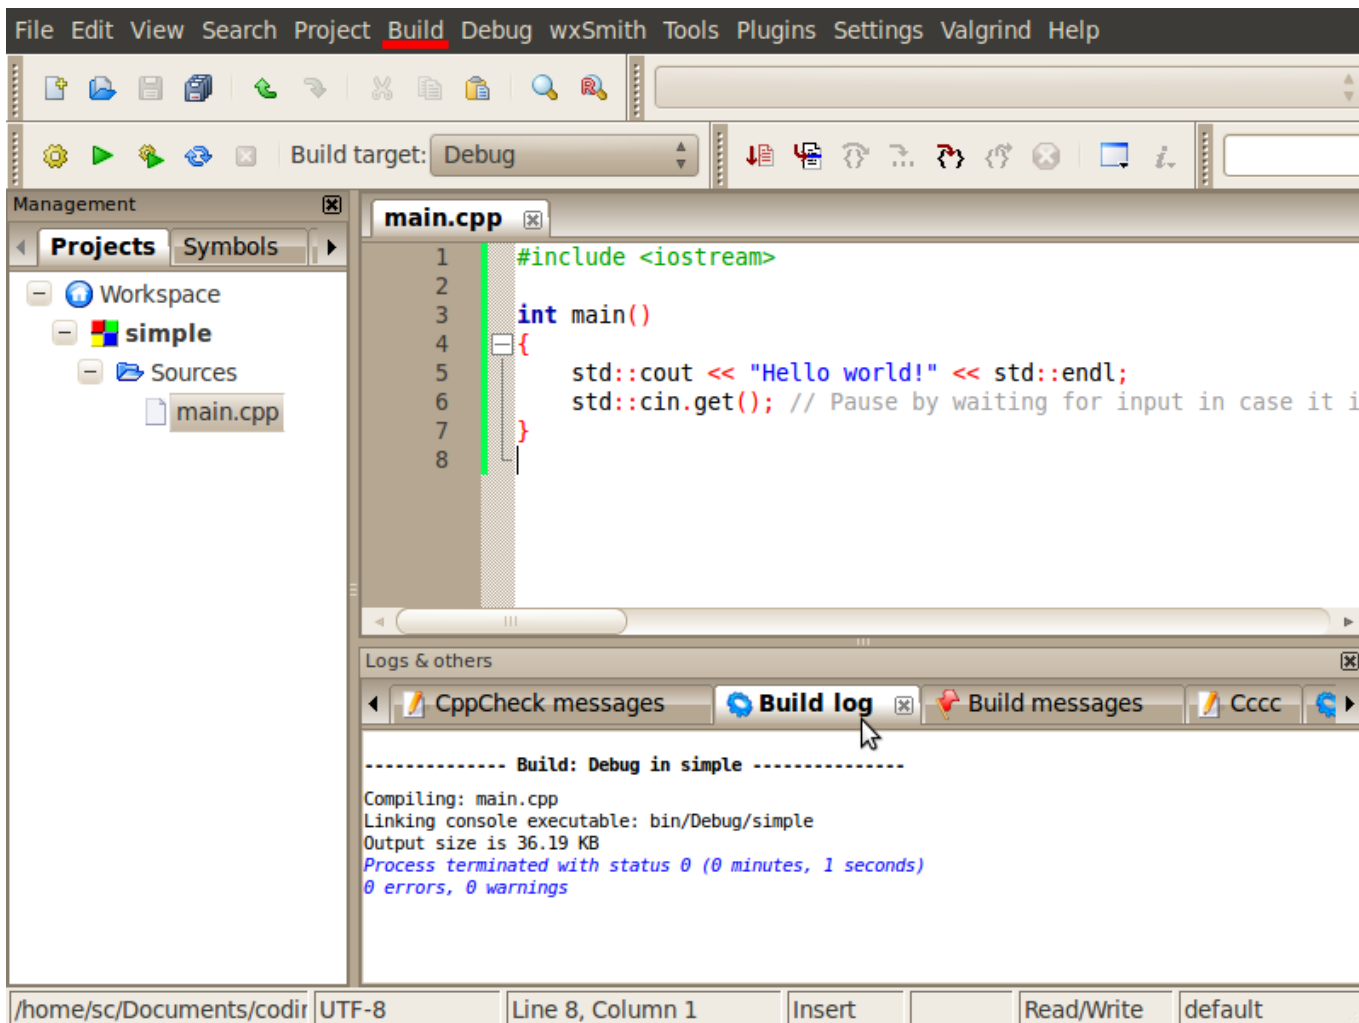 File Edit View Search Project Build Debug wxSmith Tools Plugins Settings Valgrind Help
Build target: Debug
Management
Projects Symbols
Workspace
simple
Sources
main.cpp
main.cpp
1 #include <iostream>
2
3 int main()
4 {
5 std::cout << "Hello world!" << std::endl;
6 std::cin.get(); // Pause by waiting for input in case it i
7 }
8
Logs & others
CppCheck messages Build log Build messages Cccc
-------------- Build: Debug in simple ---------------
Compiling: main.cpp
Linking console executable: bin/Debug/simple
Output size is 36.19 KB
Process terminated with status 0 (0 minutes, 1 seconds)
0 errors, 0 warnings
/home/sc/Documents/codin UTF-8 Line 8, Column 1 Insert Read/Write default